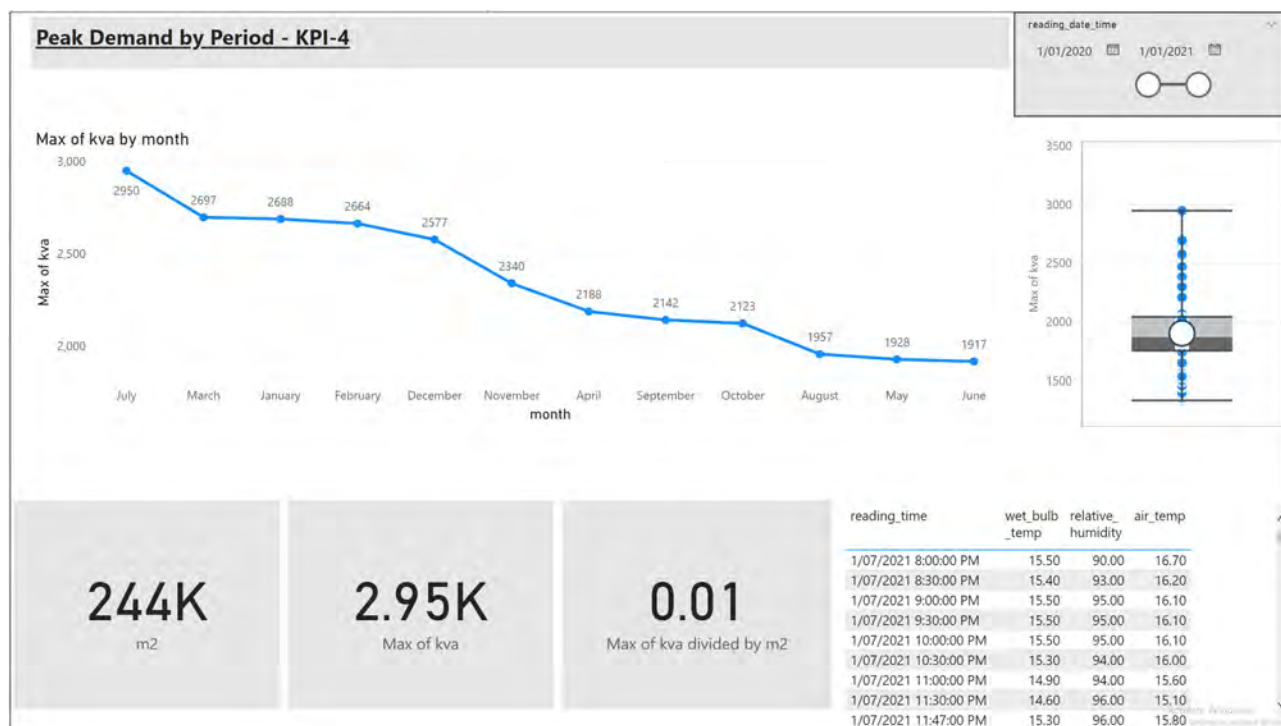 Peak Demand by Period - KPI-4
reading_date_time
1/01/2020 1/01/2021
Max of kva by month
3,000
2,500
2,000
Max of kva
2950
2697
2688
2664
2577
2340
2188
2142
2123
1957
1928
1917
July March January February December November April September October August May June
month
3500
3000
2500
2000
1500
Max of kva
244K
m2
2.95K
Max of kva
0.01
Max of kva divided by m2
reading_time wet_bulb relative_ air_temp
_temp humidity
1/07/2021 8:00:00 PM 15.50 90.00 16.70
1/07/2021 8:30:00 PM 15.40 93.00 16.20
1/07/2021 9:00:00 PM 15.50 95.00 16.10
1/07/2021 9:30:00 PM 15.50 95.00 16.10
1/07/2021 10:00:00 PM 15.50 95.00 16.10
1/07/2021 10:30:00 PM 15.30 94.00 16.00
1/07/2021 11:00:00 PM 14.90 94.00 15.60
1/07/2021 11:30:00 PM 14.60 96.00 15.10
1/07/2021 11:47:00 PM 15.30 96.00 15.80